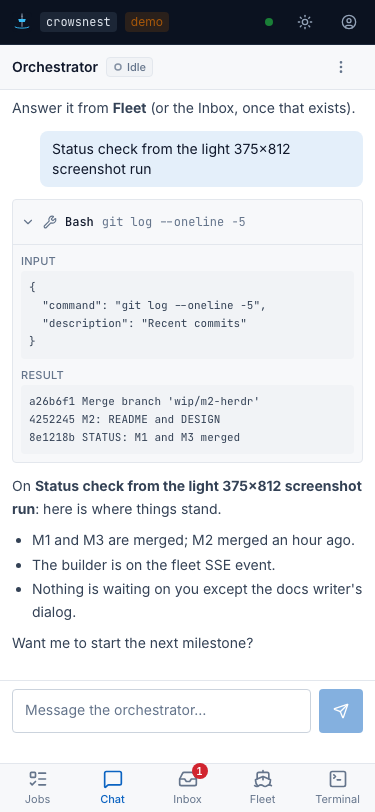 crowsnest demo
Orchestrator Idle
Answer it from Fleet (or the Inbox, once that exists).
Status check from the light 375×812
screenshot run
Bash git log --oneline -5
INPUT
{
"command": "git log --oneline -5",
"description": "Recent commits"
}
RESULT
a26b6f1 Merge branch 'wip/m2-herdr'
4252245 M2: README and DESIGN
8e1218b STATUS: M1 and M3 merged
On Status check from the light 375×812 screenshot
run: here is where things stand.
• M1 and M3 are merged; M2 merged an hour ago.
• The builder is on the fleet SSE event.
• Nothing is waiting on you except the docs writer's
dialog.
Want me to start the next milestone?
Message the orchestrator...
1
Jobs Chat Inbox Fleet Terminal